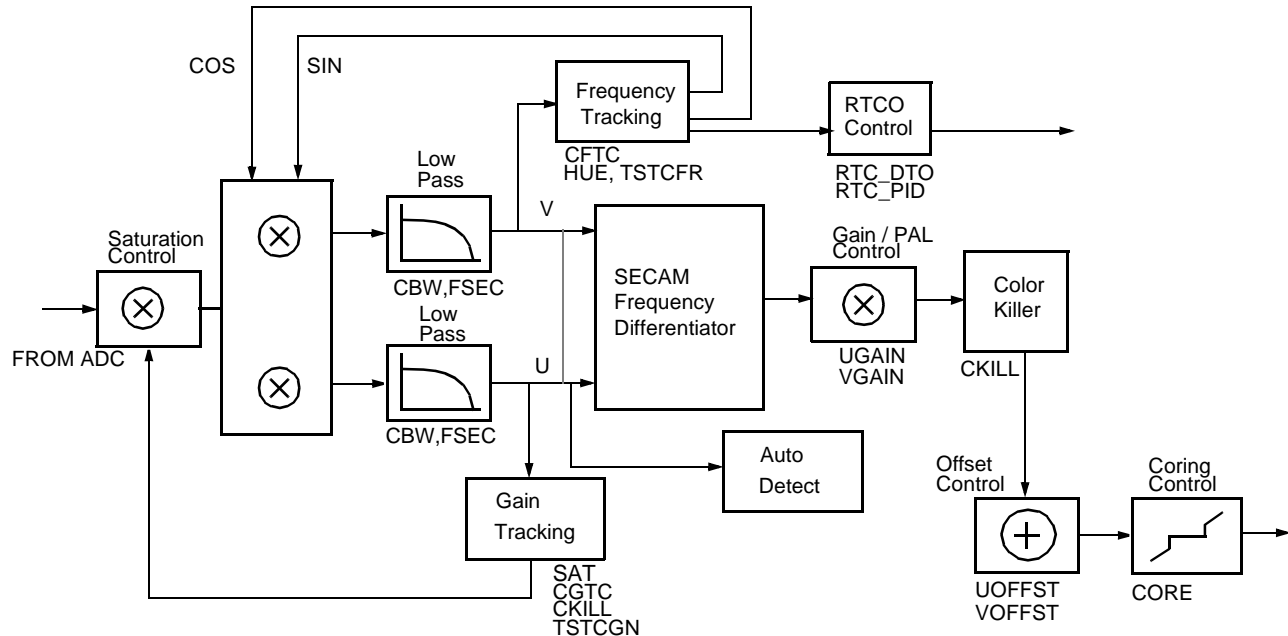 COS
SIN
Frequency
Tracking
CFTC
HUE, TSTCFR
RTCO
Control
RTC_DTO
RTC_PID
Low
Pass
CBW,FSEC
V
Saturation
Control
FROM ADC
Low
Pass
CBW,FSEC
U
SECAM
Frequency
Differentiator
Gain / PAL
Control
UGAIN
VGAIN
Color
Killer
CKILL
Auto
Detect
Gain
Tracking
SAT
CGTC
CKILL
TSTCGN
Offset
Control
UOFFST
VOFFST
Coring
Control
CORE